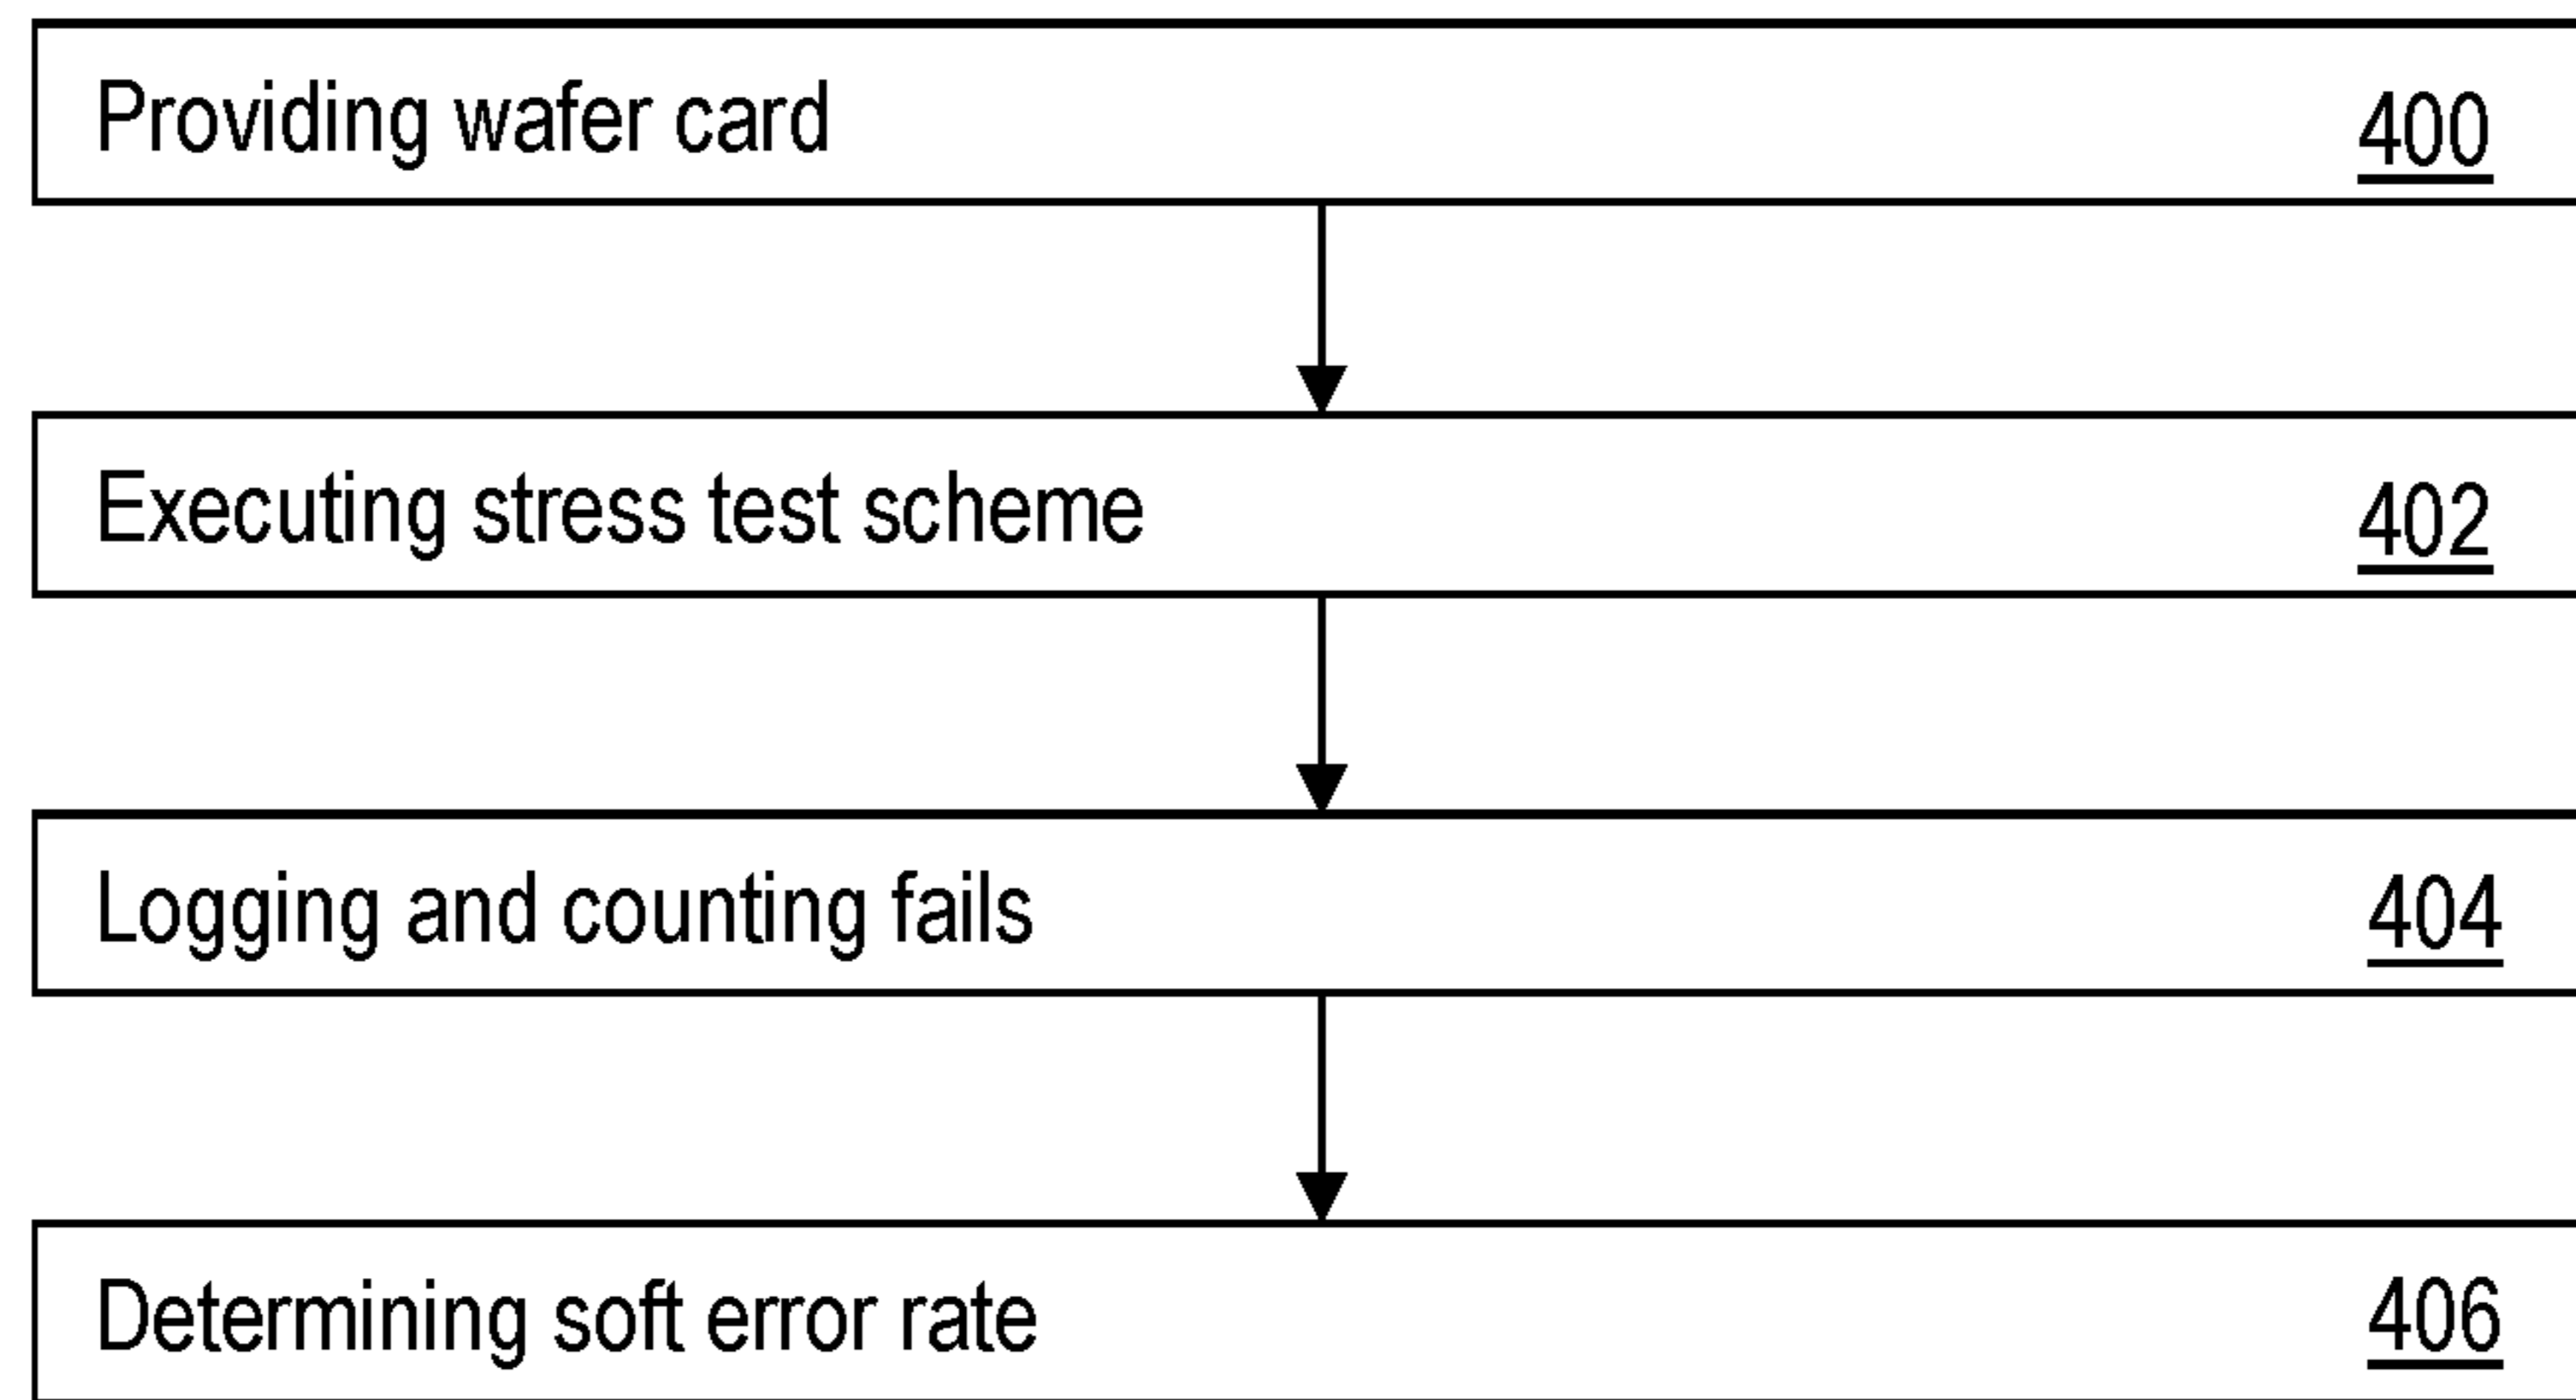 Providing wafer card 400
Executing stress test scheme 402
Logging and counting fails 404
Determining soft error rate 406